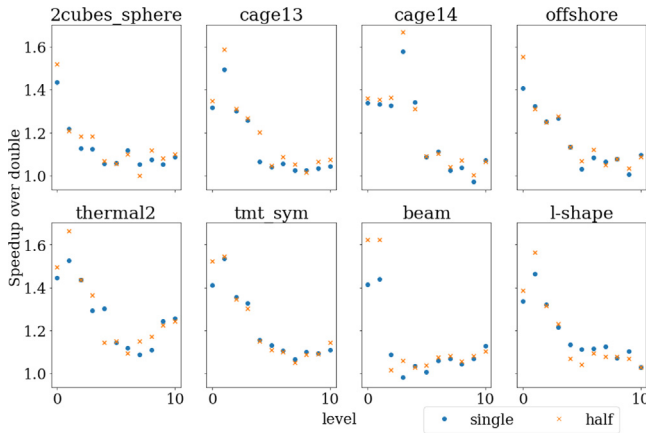 2cubes_sphere cage13 cage14 offshore
1.6
1.4
1.2
1.0
thermal2 tmt_sym beam l-shape
1.6
1.4
1.2
1.0
Speedup over double
0 10 0 10 0 10 0 10
level
single half